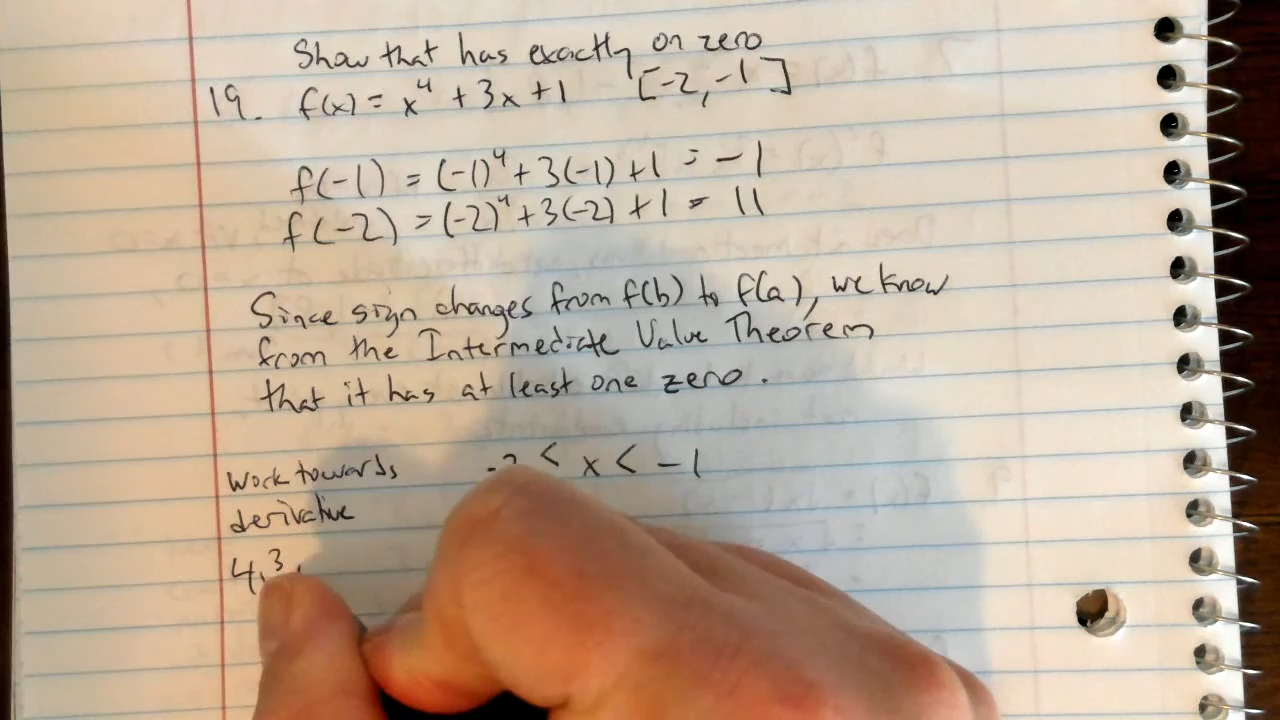 Show that has exactly on zero
19. f(x) = x⁴ + 3x + 1 [-2, -1]
f(-1) = (-1)⁴ + 3(-1) + 1 = -1
f(-2) = (-2)⁴ + 3(-2) + 1 = 11
Since sign changes from f(b) to f(a), we know
from the Intermediate Value Theorem
that it has at least one zero.
Work towards -2 < x < -1
derivative